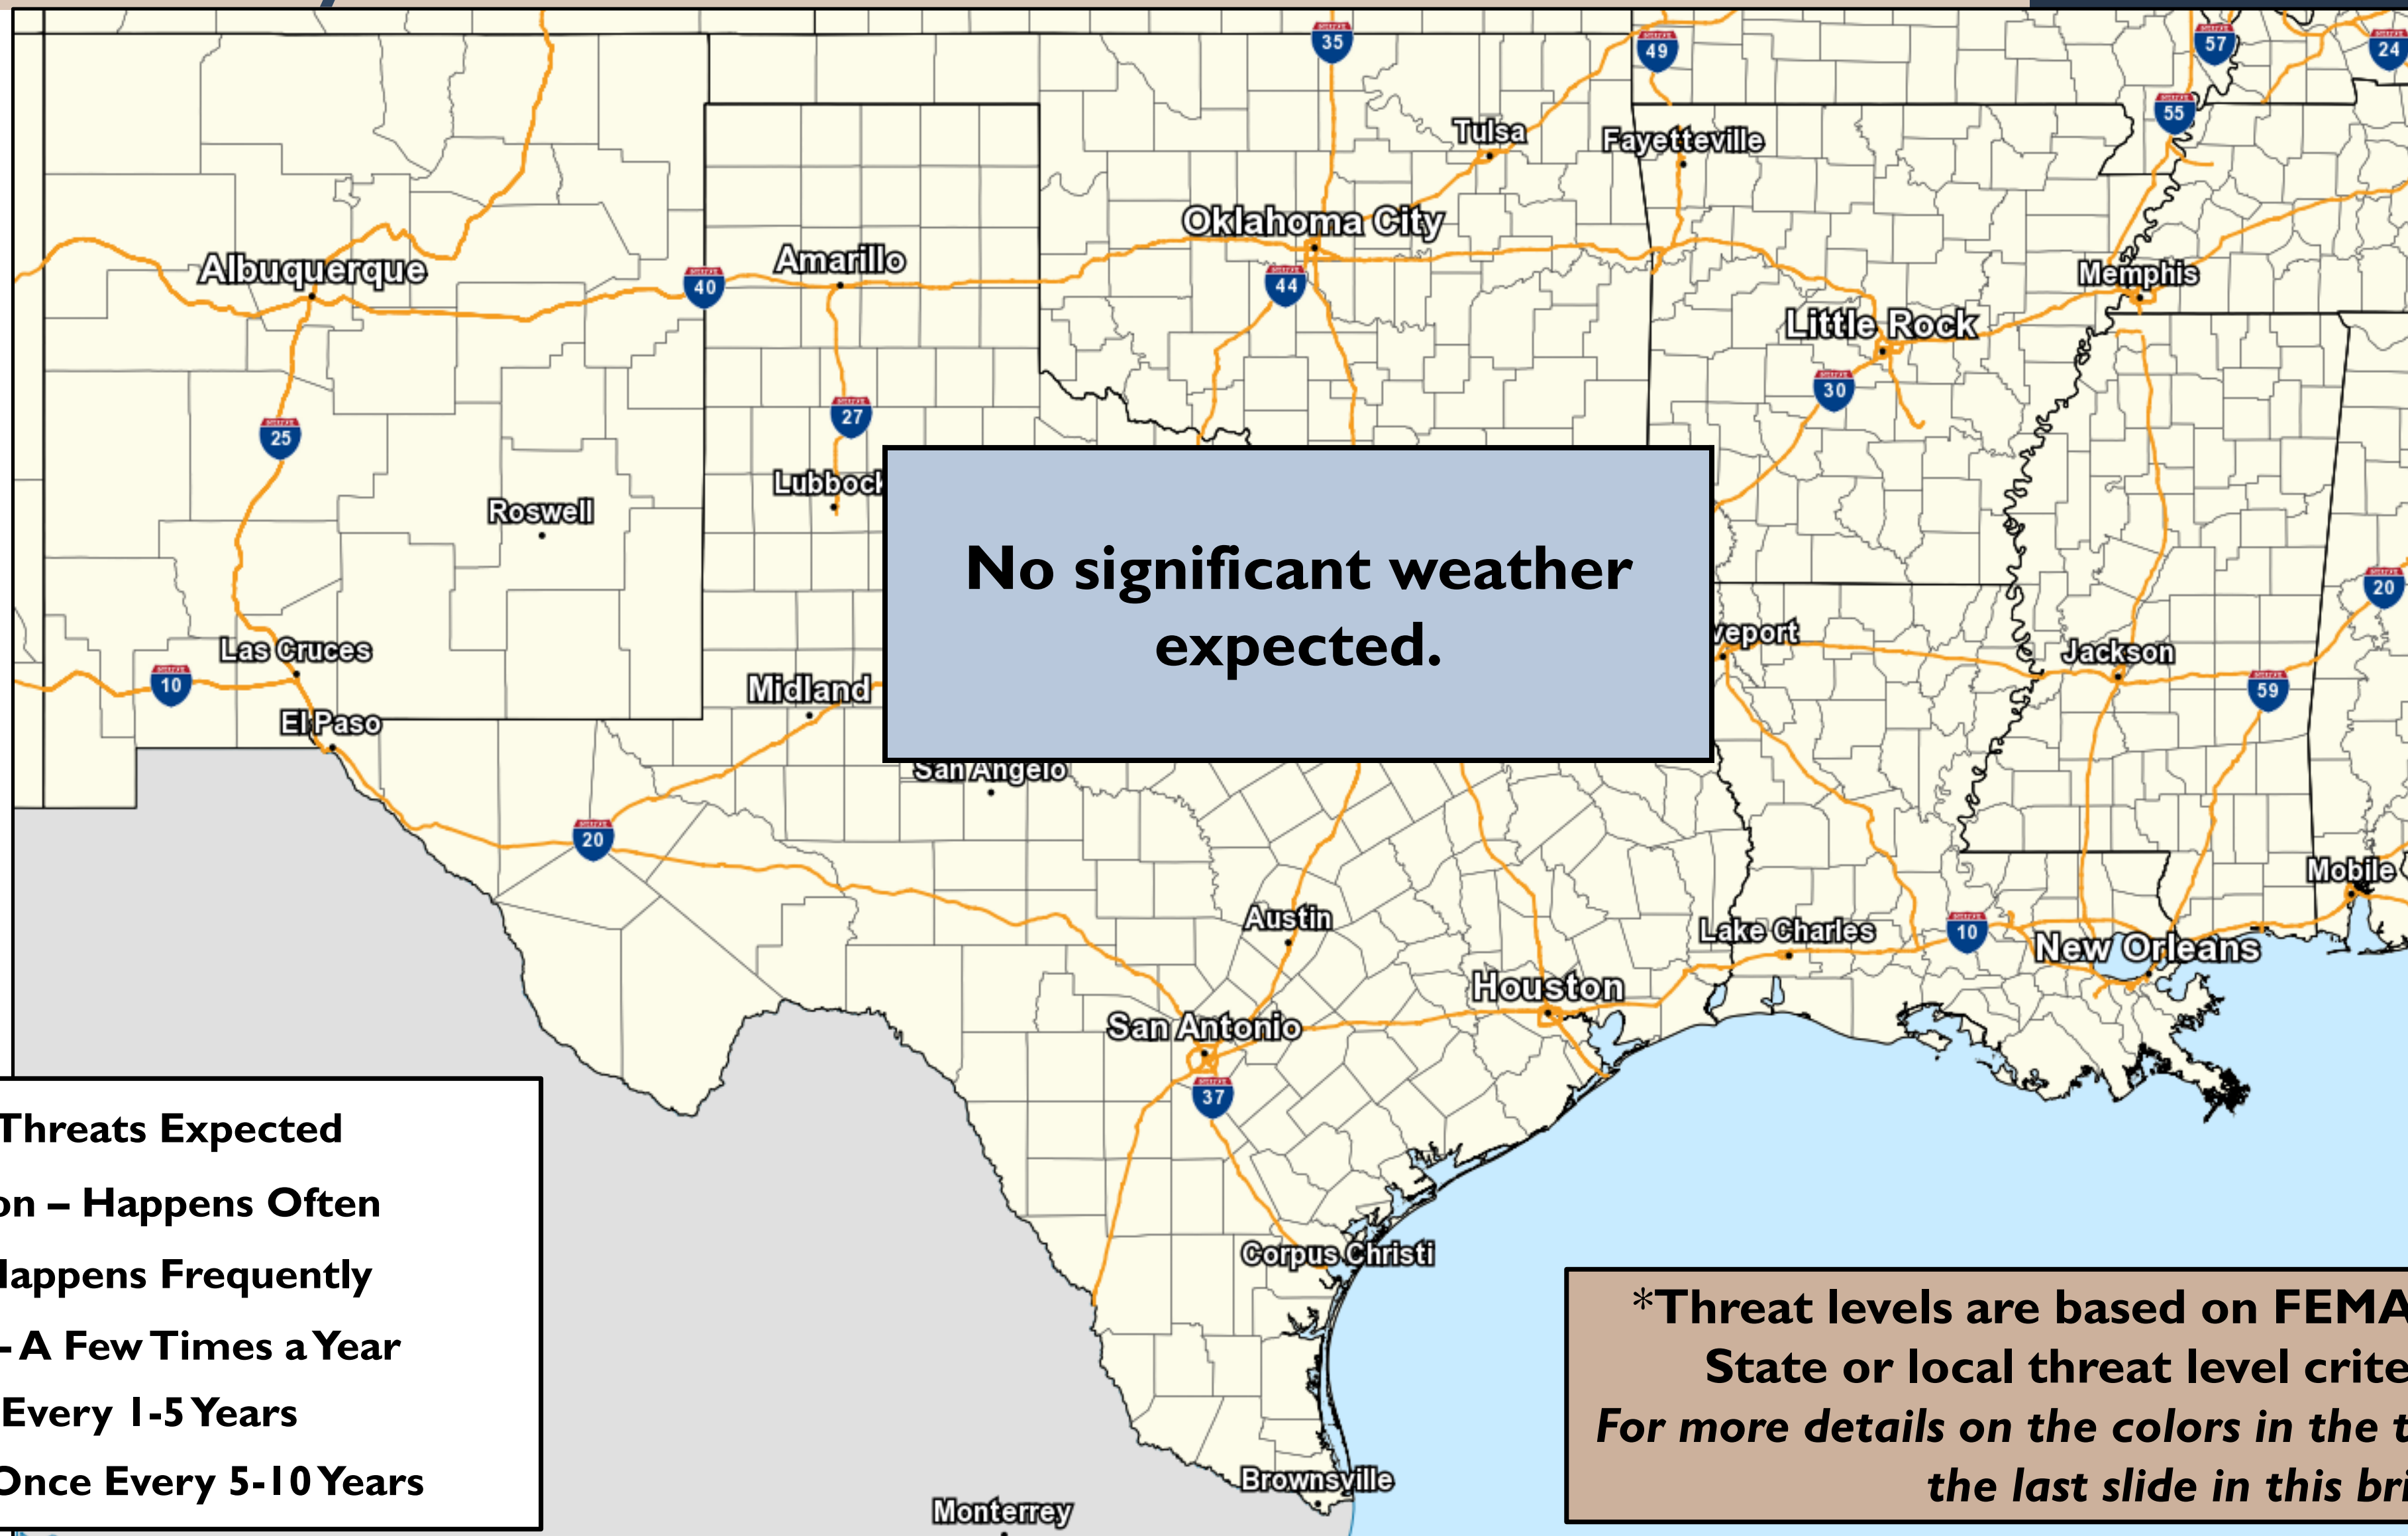 35
49
57
24
55
Tulsa
Fayetteville
Oklahoma City
Albuquerque
Amarillo
40
44
Memphis
Little Rock
30
27
25
Lubbock
Roswell
No significant weather
expected.
20
veport
Las Cruces
Jackson
10
Midland
59
El Paso
San Angelo
20
Mobile
Austin
Lake Charles
10
New Orleans
Houston
San Antonio
37
Threats Expected
on – Happens Often
Happens Frequently
- A Few Times a Year
Every 1-5 Years
Once Every 5-10 Years
Corpus Christi
Brownsville
Monterrey
*Threat levels are based on FEMA
State or local threat level crite
For more details on the colors in the t
the last slide in this bri